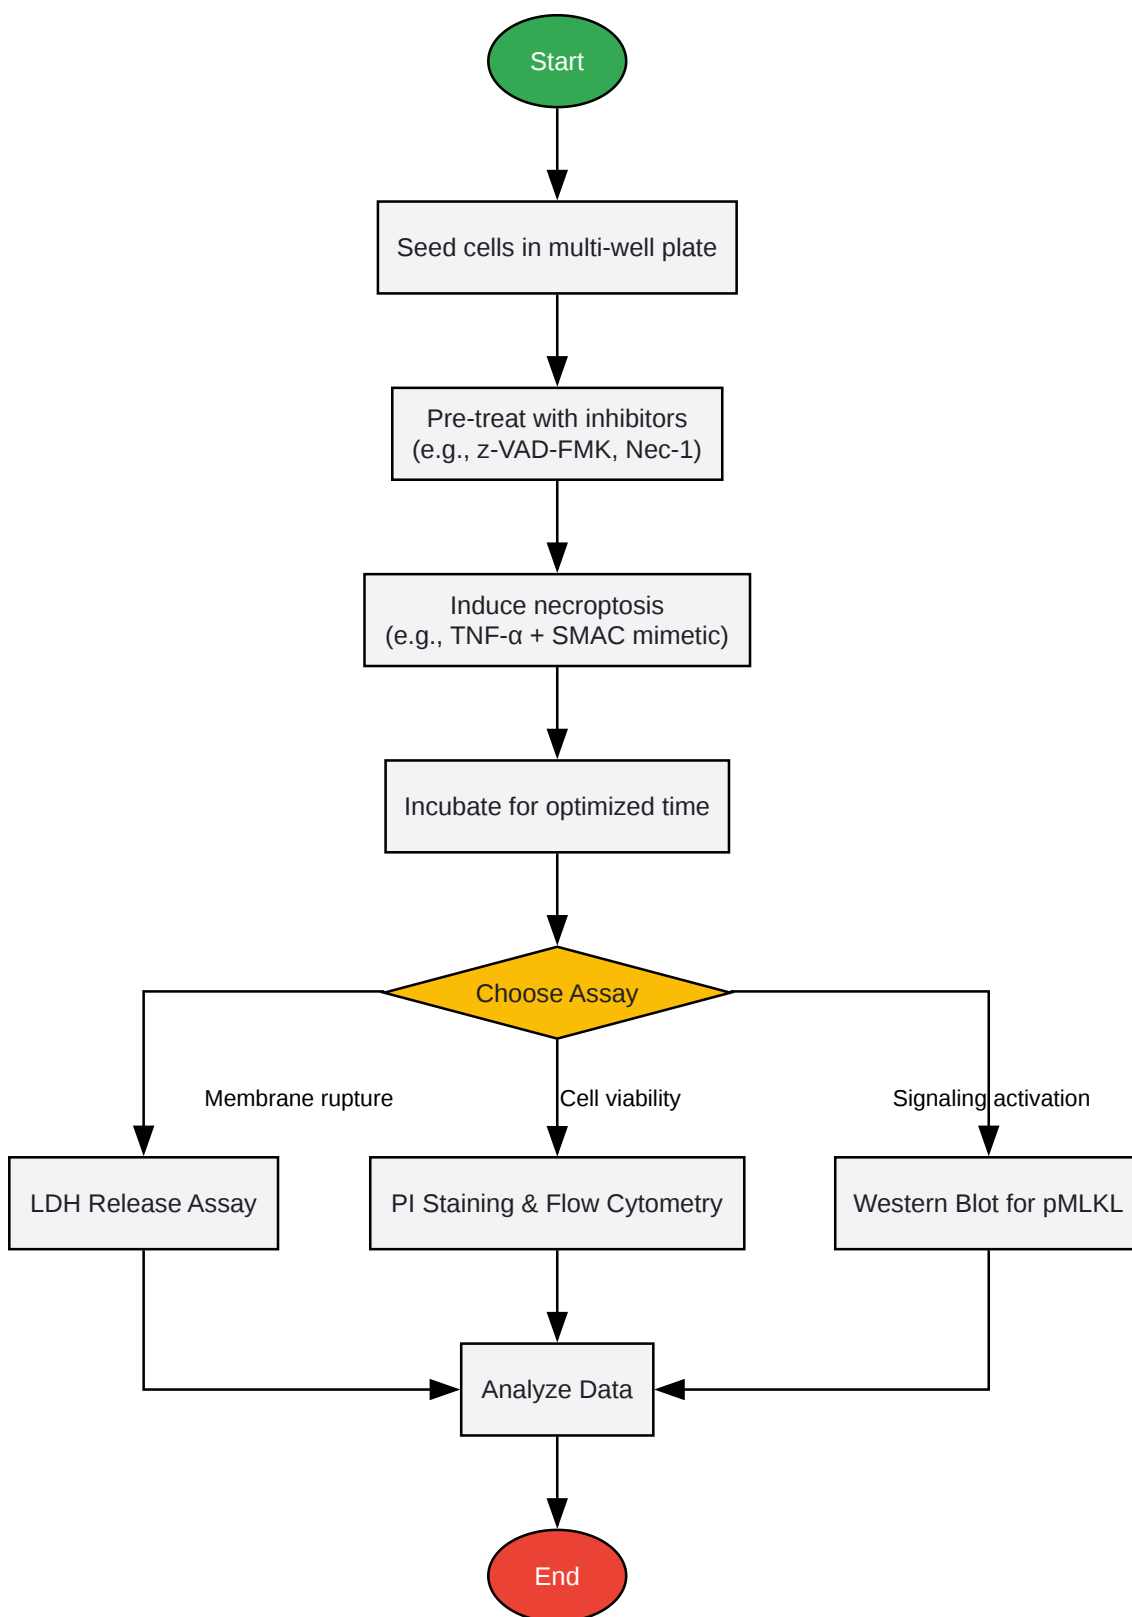 Start
Seed cells in multi-well plate
Pre-treat with inhibitors
(e.g., z-VAD-FMK, Nec-1)
Induce necroptosis
(e.g., TNF-α + SMAC mimetic)
Incubate for optimized time
Choose Assay
Membrane rupture
Cell viability
Signaling activation
LDH Release Assay
PI Staining & Flow Cytometry
Western Blot for pMLKL
Analyze Data
End